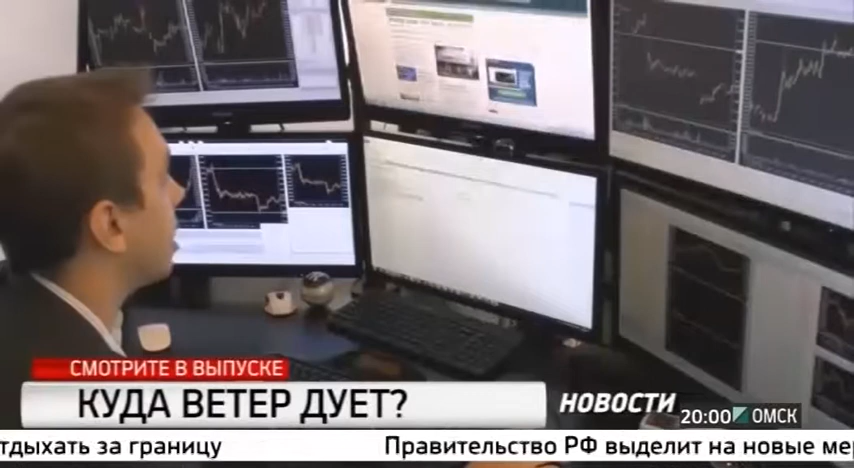 СМОТРИТЕ В ВЫПУСКЕ
КУДА ВЕТЕР ДУЕТ?
НОВОСТИ
20:00 ОМСК
тдыхать за границу Правительство РФ выделит на новые ме